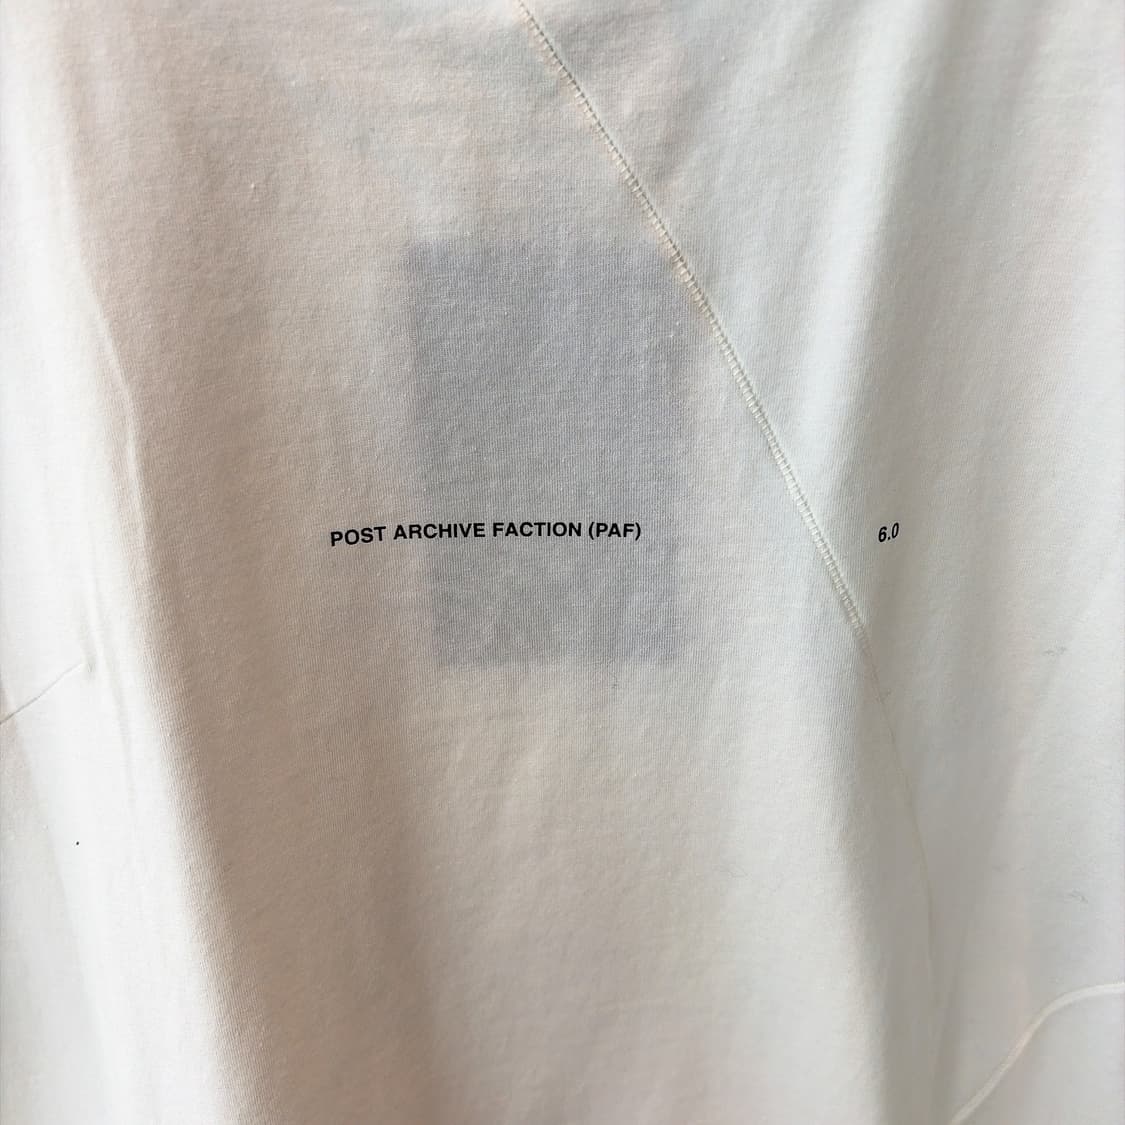 POST ARCHIVE FACTION (PAF) 6.0